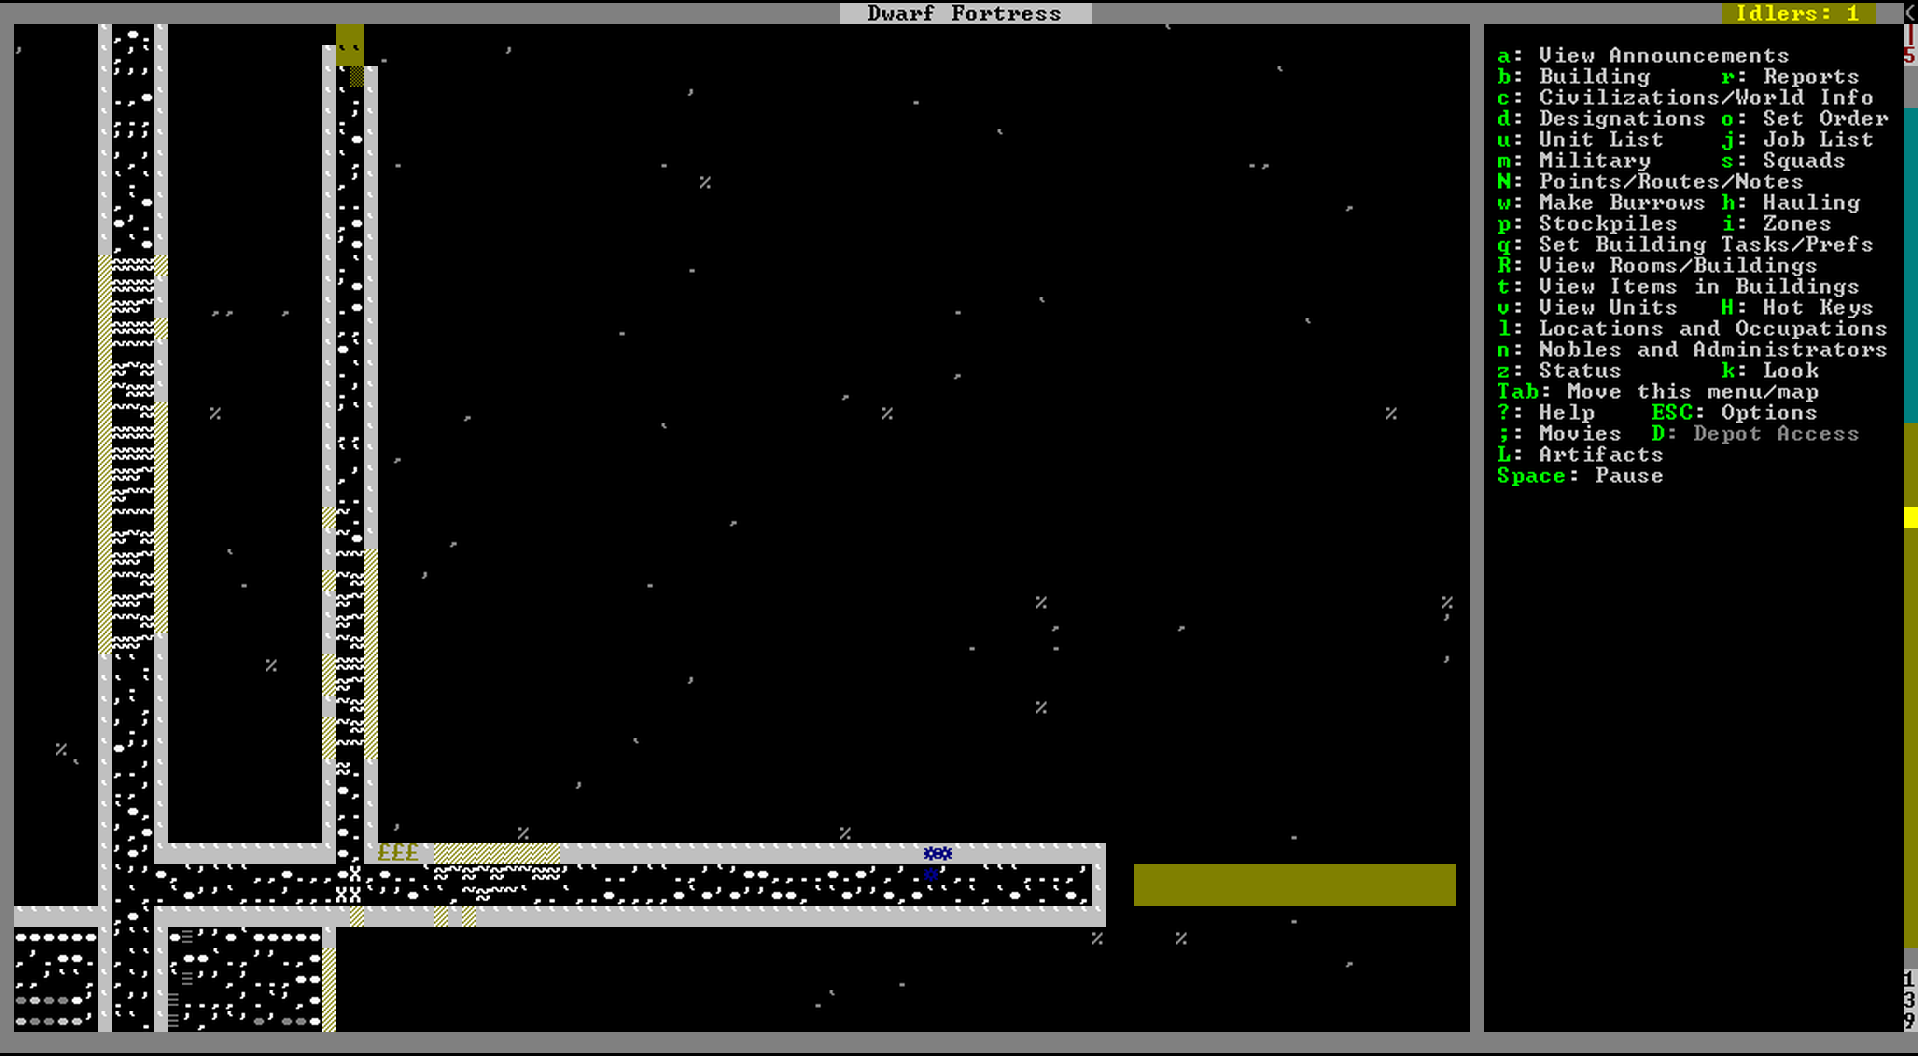 Dwarf Fortress
Idlers: 1
a: View Announcements
b: Building r: Reports
c: Civilizations/World Info
d: Designations o: Set Order
u: Unit List j: Job List
m: Military s: Squads
N: Points/Routes/Notes
w: Make Burrows h: Hauling
p: Stockpiles i: Zones
q: Set Building Tasks/Prefs
R: View Rooms/Buildings
t: View Items in Buildings
v: View Units H: Hot Keys
l: Locations and Occupations
n: Nobles and Administrators
z: Status k: Look
Tab: Move this menu/map
?: Help ESC: Options
;: Movies D: Depot Access
L: Artifacts
Space: Pause
£££
5
139